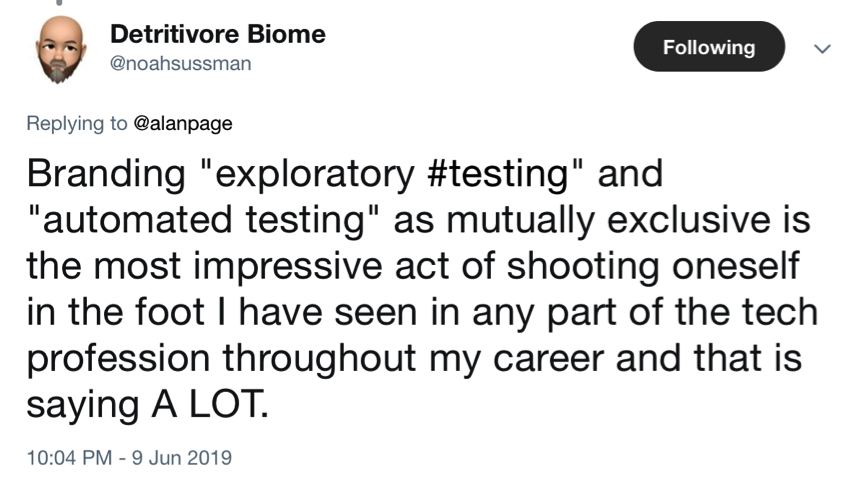 Detritivore Biome
@noahsussman
Following
Replying to @alanpage
Branding "exploratory #testing" and
"automated testing" as mutually exclusive is
the most impressive act of shooting oneself
in the foot I have seen in any part of the tech
profession throughout my career and that is
saying A LOT.
10:04 PM - 9 Jun 2019